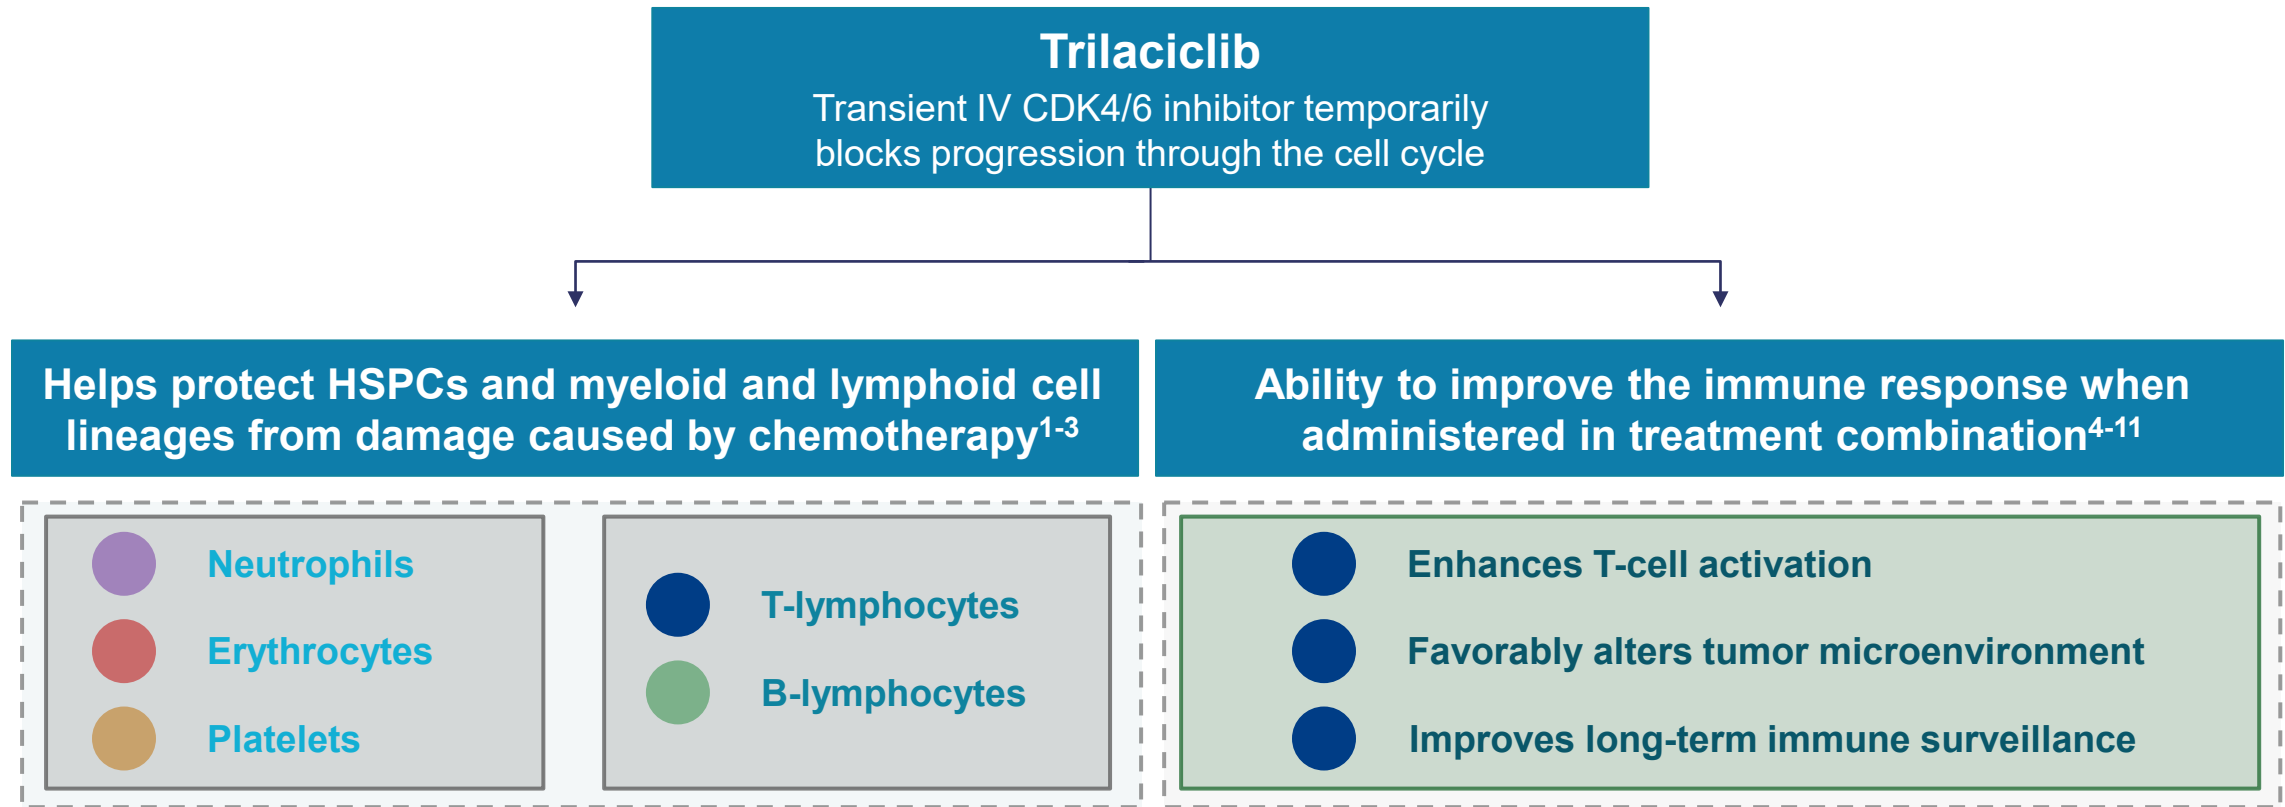 Trilaciclib
Transient IV CDK4/6 inhibitor temporarily
blocks progression through the cell cycle
Helps protect HSPCs and myeloid and lymphoid cell
lineages from damage caused by chemotherapy1-3
Neutrophils
Erythrocytes
Platelets
T-lymphocytes
B-lymphocytes
Ability to improve the immune response when
administered in treatment combination4-11
Enhances T-cell activation
Favorably alters tumor microenvironment
Improves long-term immune surveillance